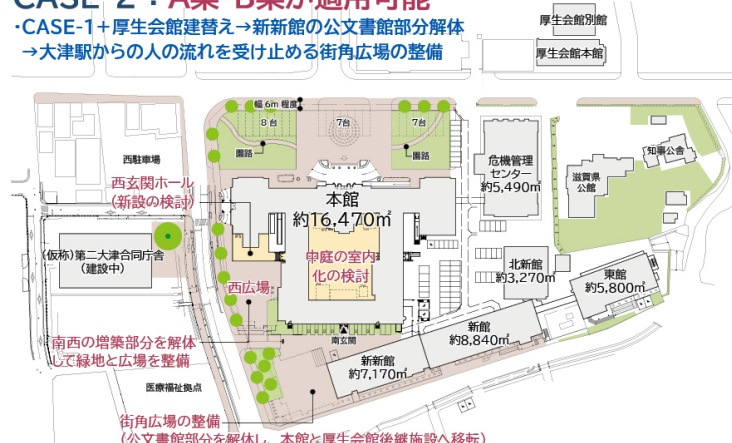 CASE-2：A案・B案が適用可能
・CASE-1＋厚生会館建替え→新新館の公文書館部分解体
→大津駅からの人の流れを受け止める街角広場の整備
厚生会館別館
厚生会館本館
幅6m程度
8台
7台
7台
園路
園路
西駐車場
西玄関ホール
（新設の検討）
本館
約16,470㎡
危機管理
センター
約5,490㎡
滋賀県
公館
知事公舎
（仮称）第二大津合同庁舎
（建設中）
中庭の室内
化の検討
西広場
北新館
約3,270㎡
東館
約5,800㎡
南西の増築部分を解体
して緑地と広場を整備
南玄関
新館
約8,840㎡
新新館
約7,170㎡
医療福祉拠点
街角広場の整備
（公文書館部分を解体し、本館と厚生会館後継施設へ移転）